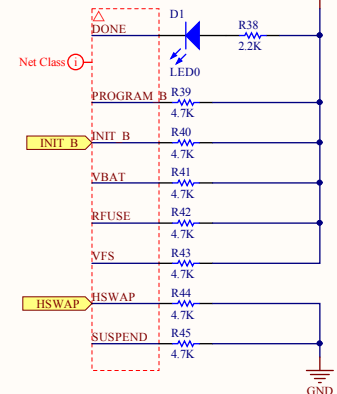 D1
DONE
R38
LED0
2.2K
Net Class i
PROGRAM_B
R39
4.7K
INIT_B
INIT_B
R40
4.7K
VBAT
R41
4.7K
RFUSE
R42
4.7K
VFS
R43
4.7K
HSWAP
HSWAP
R44
4.7K
SUSPEND
R45
4.7K
GND